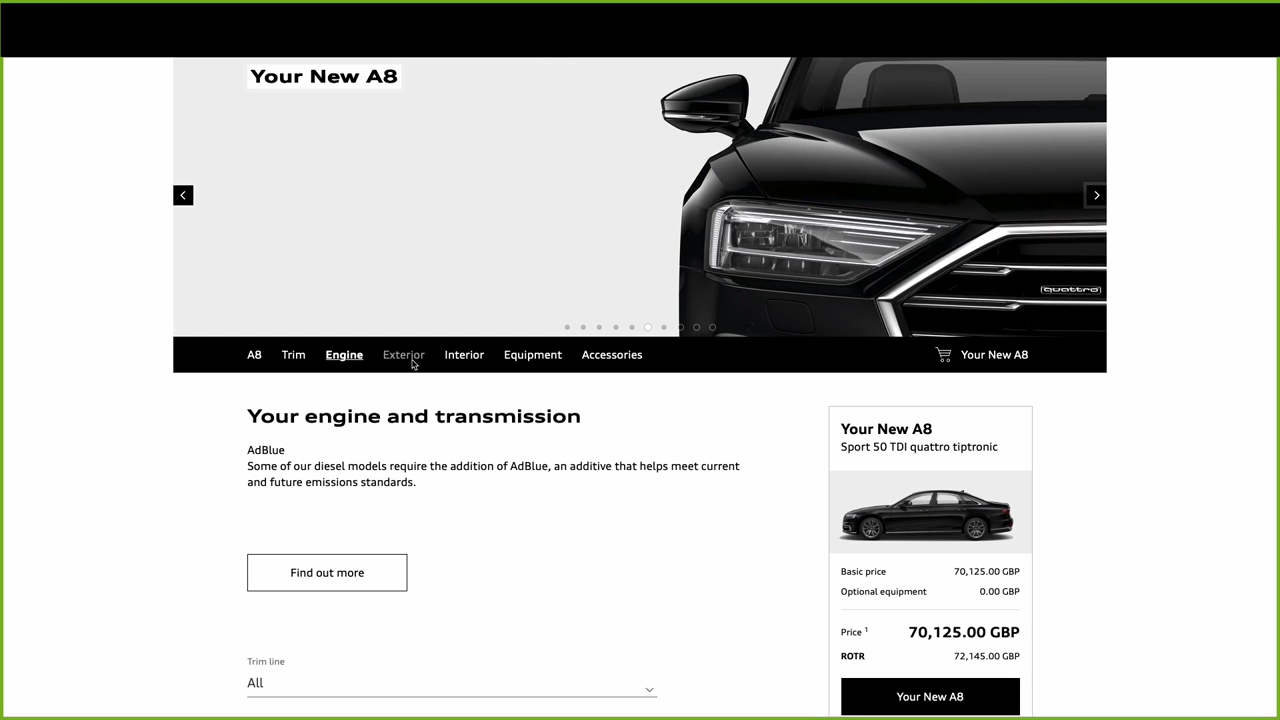 Your New A8
quattro
A8 Trim Engine Exterior Interior Equipment Accessories Your New A8
Your engine and transmission
AdBlue
Some of our diesel models require the addition of AdBlue, an additive that helps meet current
and future emissions standards.
Find out more
Trim line
All
Your New A8
Sport 50 TDI quattro tiptronic
Basic price 70,125.00 GBP
Optional equipment 0.00 GBP
Price 1 70,125.00 GBP
ROTR 72,145.00 GBP
Your New A8